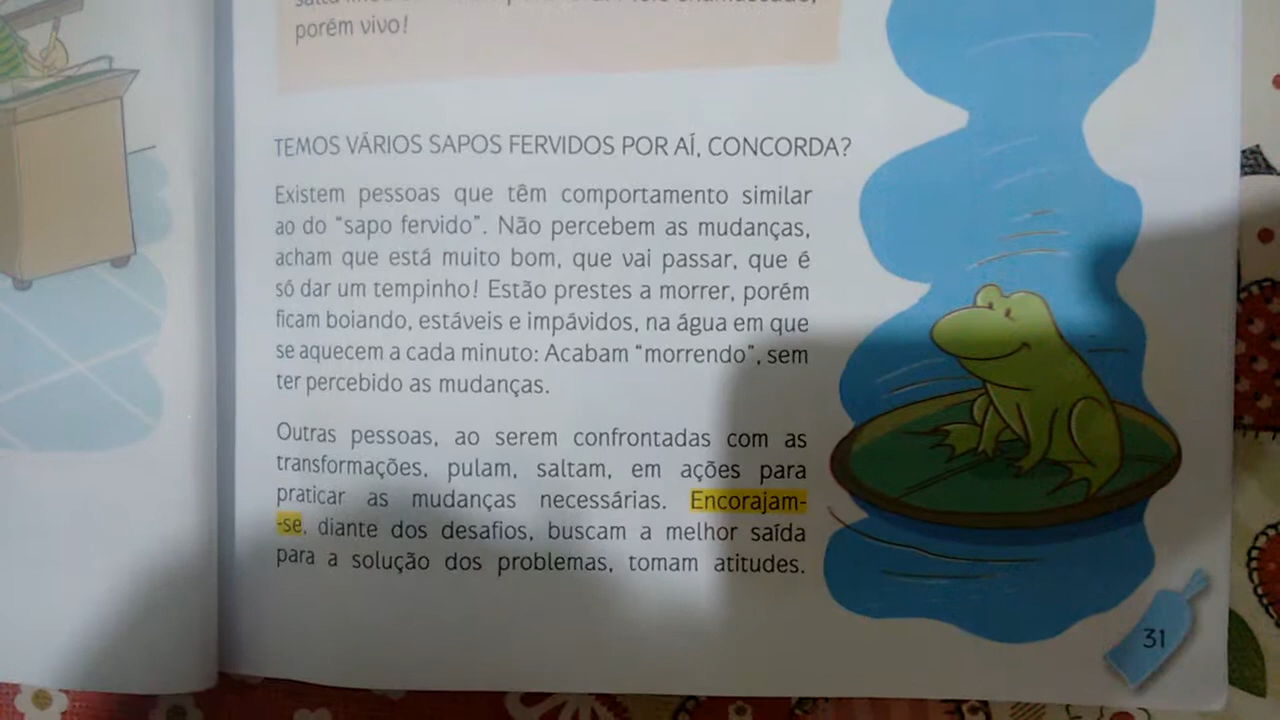 porém vivo!
TEMOS VÁRIOS SAPOS FERVIDOS POR AÍ, CONCORDA?
Existem pessoas que têm comportamento similar
ao do “sapo fervido”. Não percebem as mudanças,
acham que está muito bom, que vai passar, que é
só dar um tempinho! Estão prestes a morrer, porém
ficam boiando, estáveis e impávidos, na água em que
se aquecem a cada minuto: Acabam “morrendo”, sem
ter percebido as mudanças.
Outras pessoas, ao serem confrontadas com as
transformações, pulam, saltam, em ações para
praticar as mudanças necessárias. Encorajam-
-se, diante dos desafios, buscam a melhor saída
para a solução dos problemas, tomam atitudes.
31